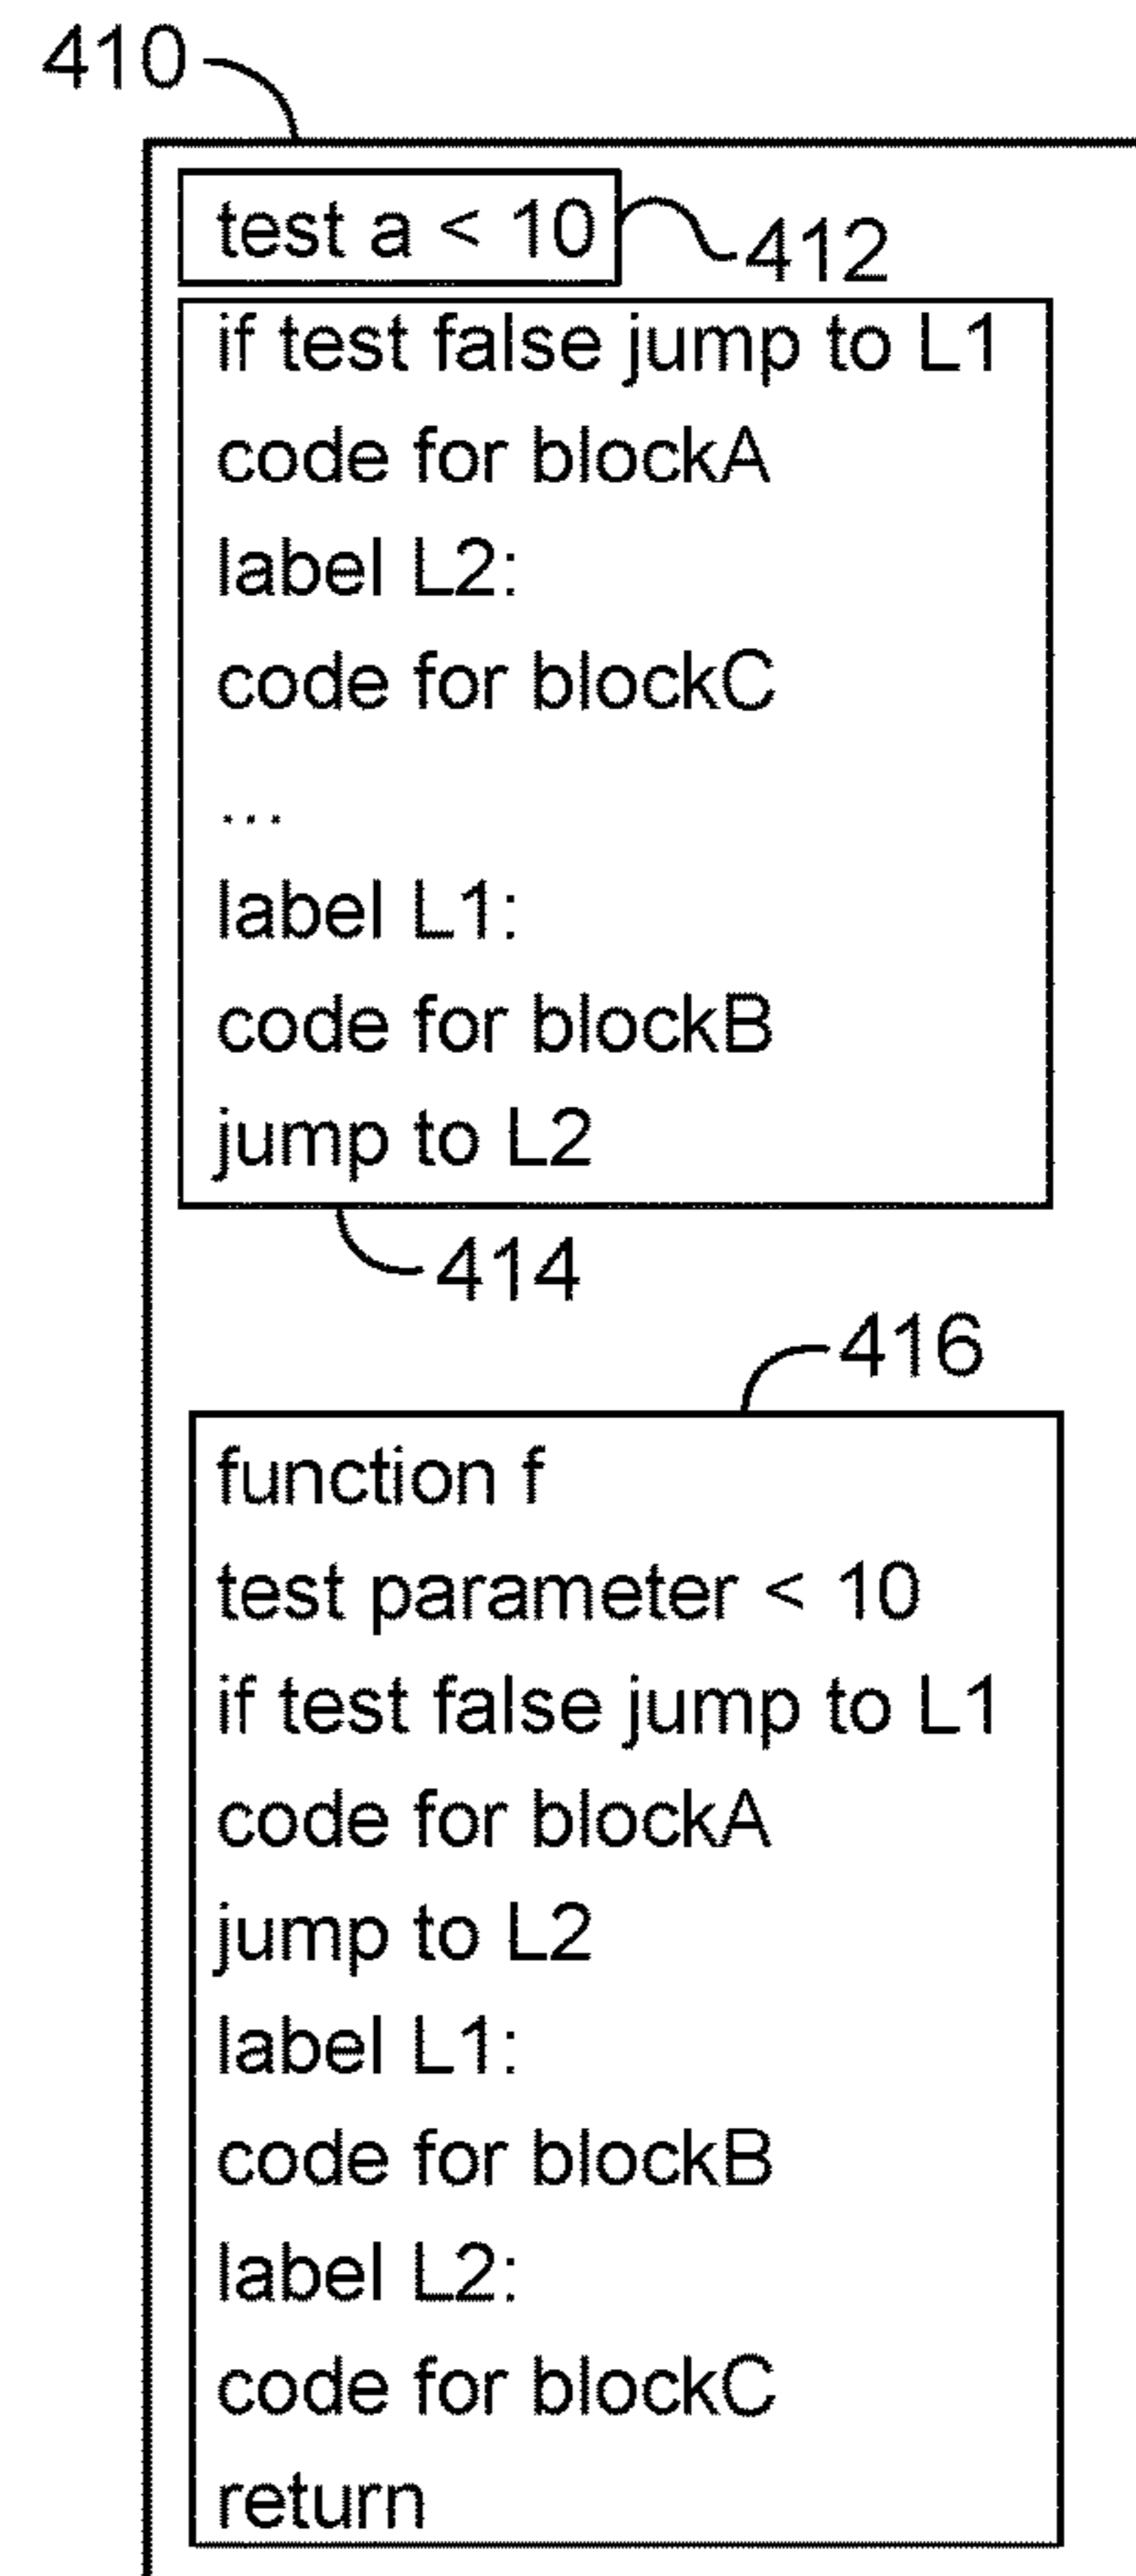 410
test a < 10
412
if test false jump to L1
code for blockA
label L2:
code for blockC
...
label L1:
code for blockB
jump to L2
414
416
function f
test parameter < 10
if test false jump to L1
code for blockA
jump to L2
label L1:
code for blockB
label L2:
code for blockC
return